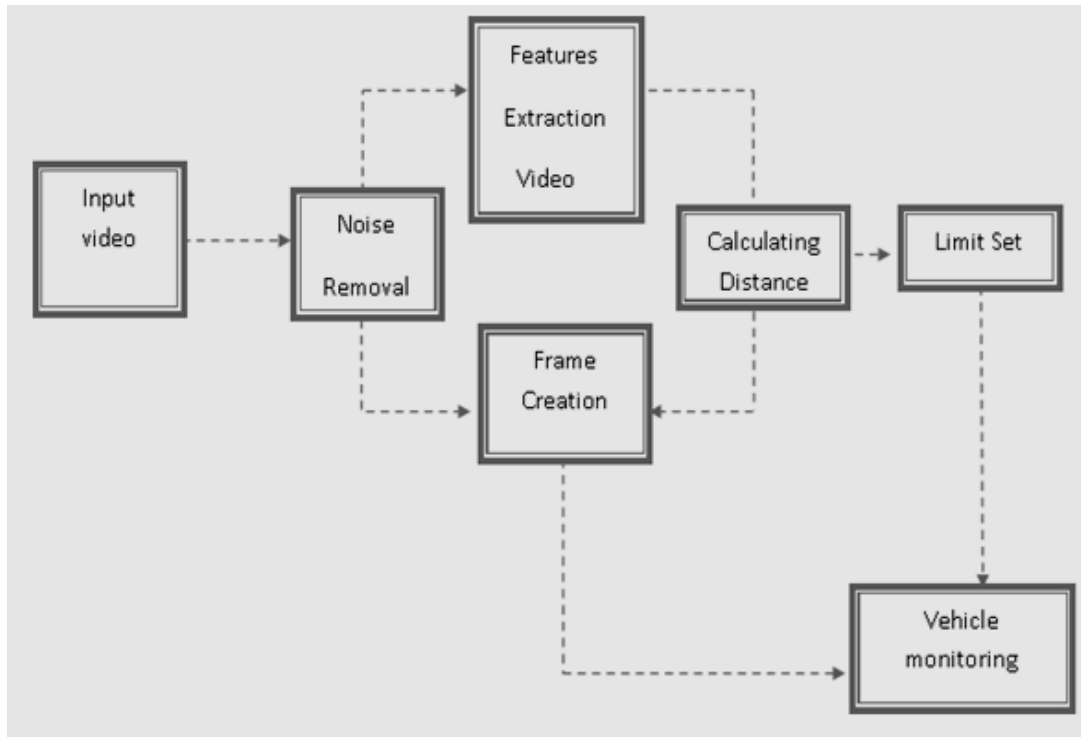 Input
video
Noise
Removal
Features
Extraction
Video
Frame
Creation
Calculating
Distance
Limit Set
Vehicle
monitoring